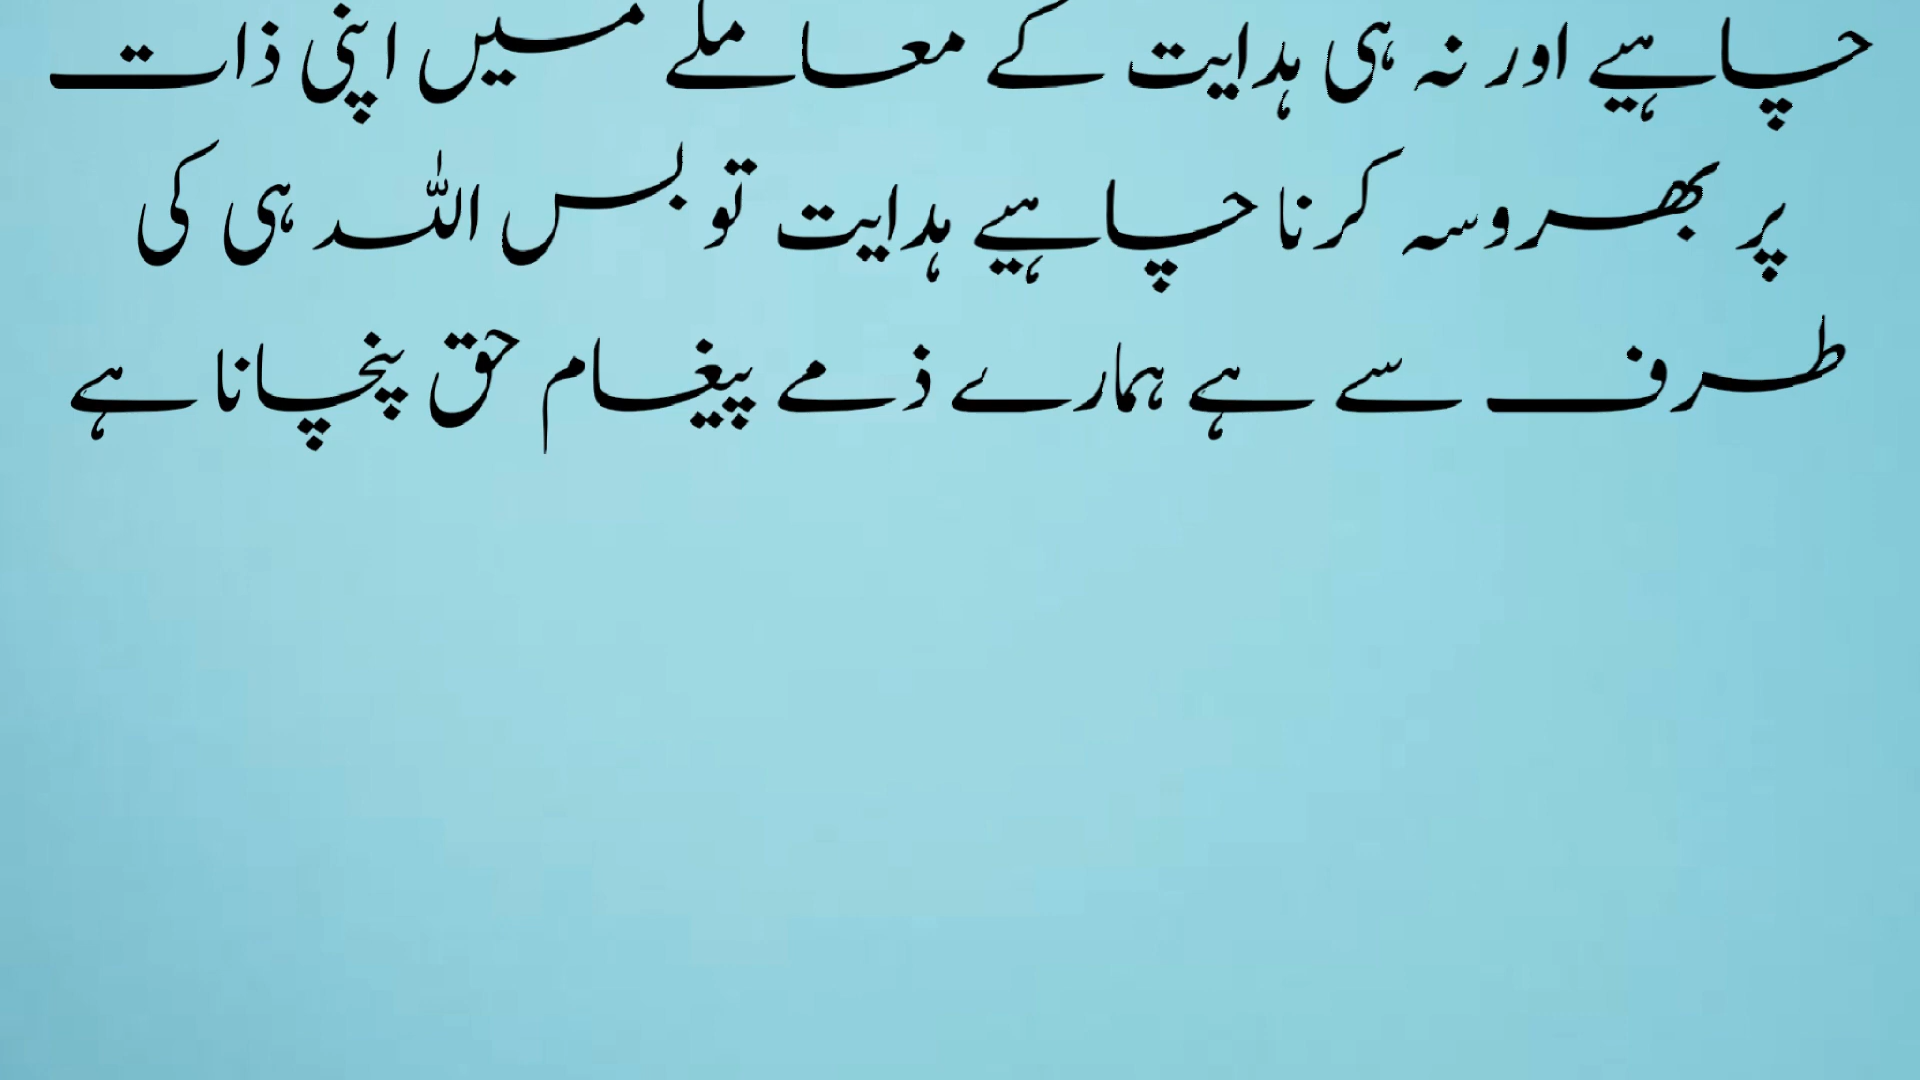 چاہیے اور نہ ہی ہدایت کے معاملے میں اپنی ذات
پر بھروسہ کرنا چاہیے ہدایت تو بس اللہ ہی کی
طرف سے ہے ہمارے ذمے پیغام حق پنچانا ہے